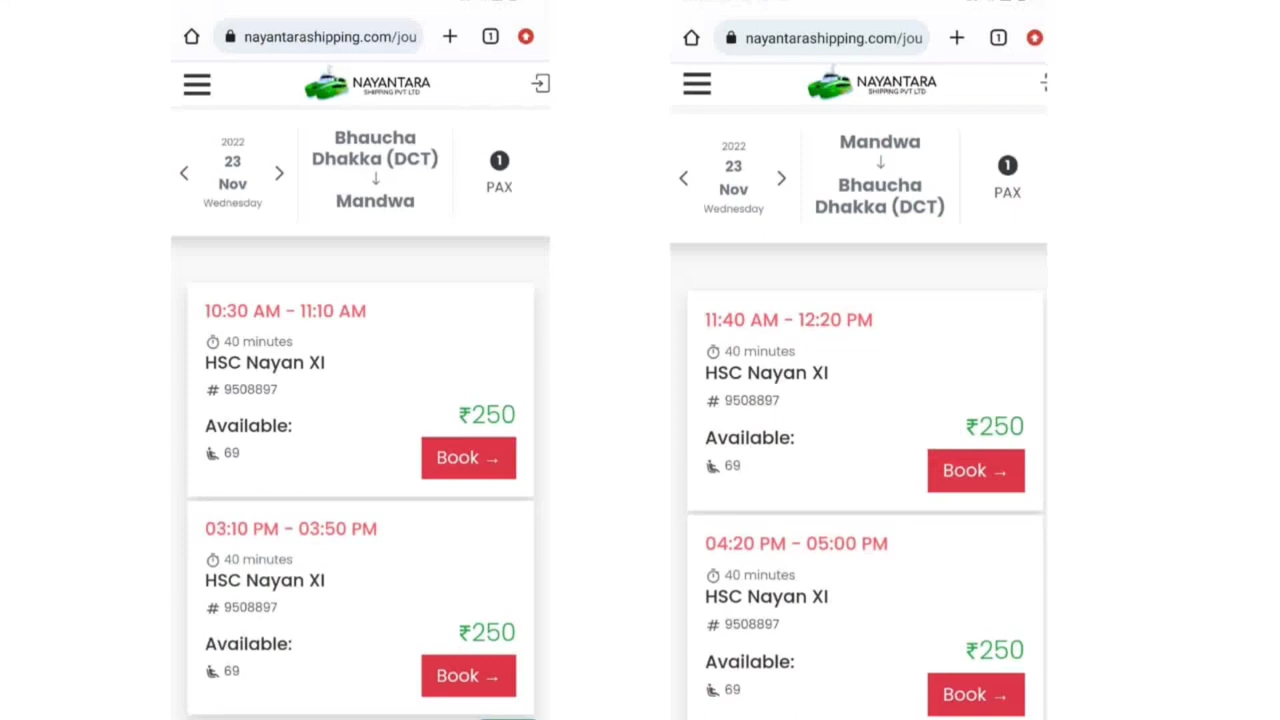 nayantarashipping.com/jou
1
NAYANTARA
SHIPPING PVT LTD
2022
23
Nov
Wednesday
Bhaucha
Dhakka (DCT)
↓
Mandwa
1
PAX
10:30 AM - 11:10 AM
40 minutes
HSC Nayan XI
# 9508897
Available:
69
₹250
Book →
03:10 PM - 03:50 PM
40 minutes
HSC Nayan XI
# 9508897
Available:
69
₹250
Book →
nayantarashipping.com/jou
1
NAYANTARA
SHIPPING PVT LTD
2022
23
Nov
Wednesday
Mandwa
↓
Bhaucha
Dhakka (DCT)
1
PAX
11:40 AM - 12:20 PM
40 minutes
HSC Nayan XI
# 9508897
Available:
69
₹250
Book →
04:20 PM - 05:00 PM
40 minutes
HSC Nayan XI
# 9508897
Available:
69
₹250
Book →